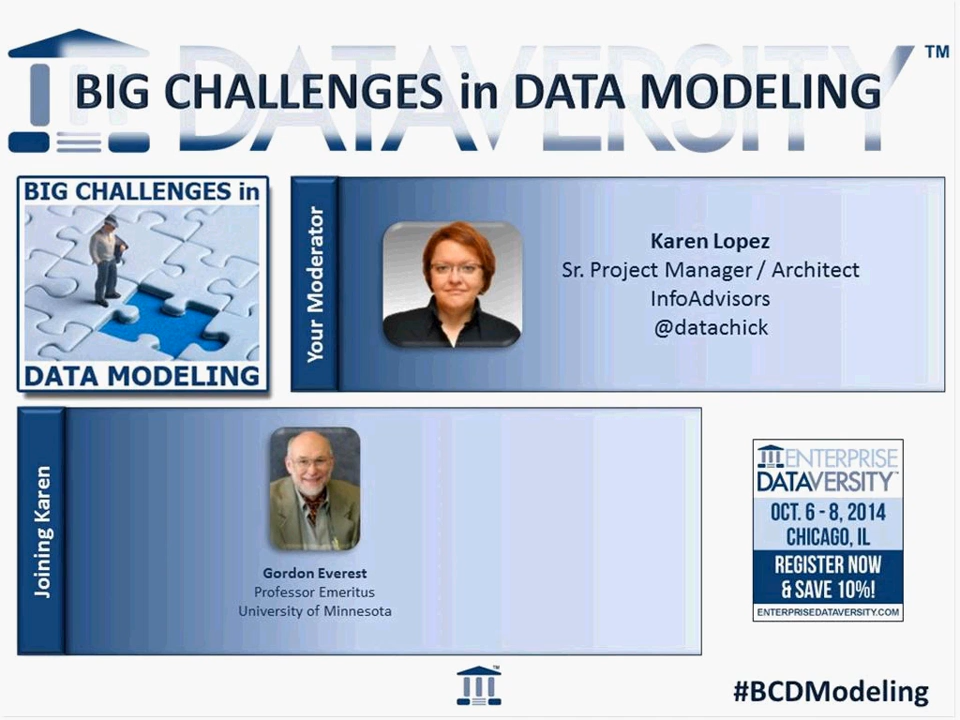 DATAVERSITY™
BIG CHALLENGES in DATA MODELING
BIG CHALLENGES in
DATA MODELING
Your Moderator
Karen Lopez
Sr. Project Manager / Architect
InfoAdvisors
@datachick
Joining Karen
Gordon Everest
Professor Emeritus
University of Minnesota
ENTERPRISE
DATAVERSITY™
OCT. 6 - 8, 2014
CHICAGO, IL
REGISTER NOW
& SAVE 10%!
ENTERPRISEDATAVERSITY.COM
™
#BCDModeling